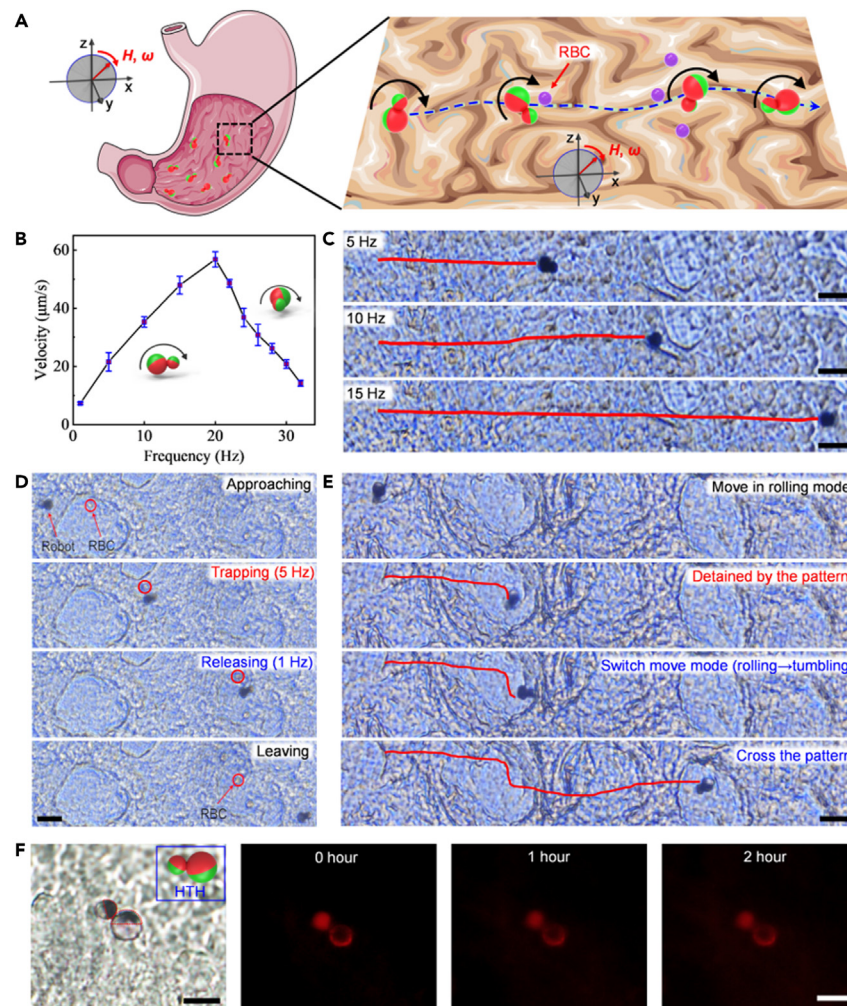 A
z
H, ω
x
y
RBC
z
H, ω
x
y
B
60
40
20
0
Velocity (µm/s)
0
10
20
30
Frequency (Hz)
C
5 Hz
10 Hz
15 Hz
D
Approaching
Robot
RBC
Trapping (5 Hz)
Releasing (1 Hz)
Leaving
RBC
E
Move in rolling mode
Detained by the pattern
Switch move mode (rolling→tumbling
Cross the pattern
F
HTH
0 hour
1 hour
2 hour